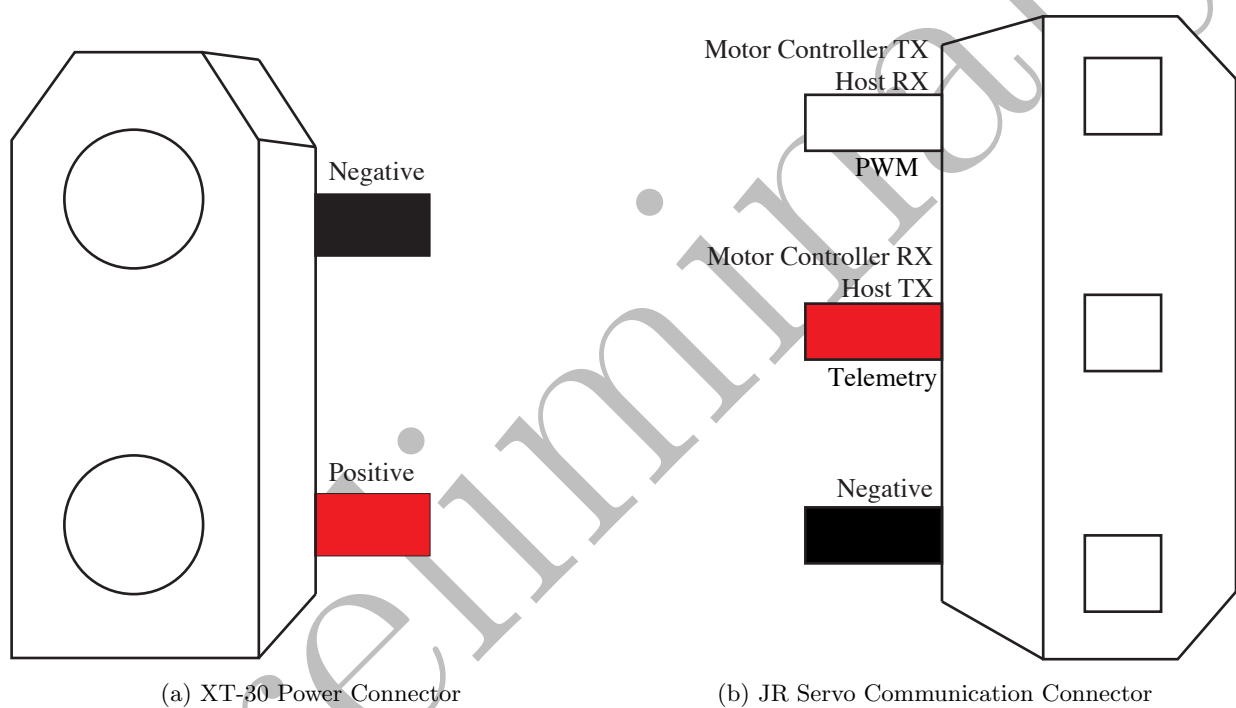 Negative
Positive
(a) XT-30 Power Connector
Motor Controller TX
Host RX
PWM
Motor Controller RX
Host TX
Telemetry
Negative
(b) JR Servo Communication Connector